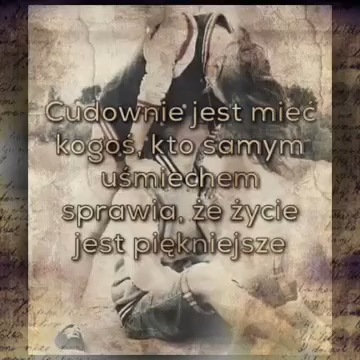 Cudownie jest mieć
kogoś, kto samym
uśmiechem
sprawia, że życie
jest piękniejsze